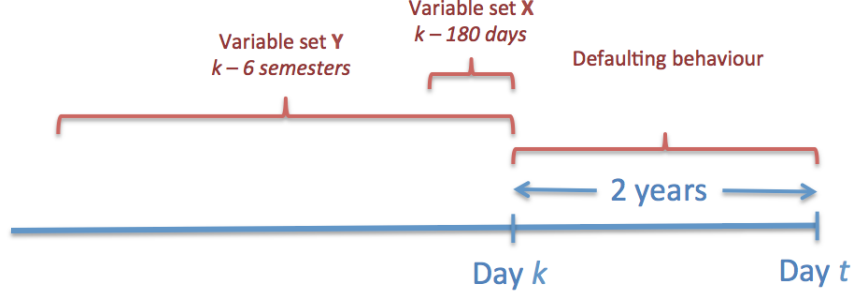 Variable set X
k – 180 days
Variable set Y
k – 6 semesters
Defaulting behaviour
2 years
Day k
Day t